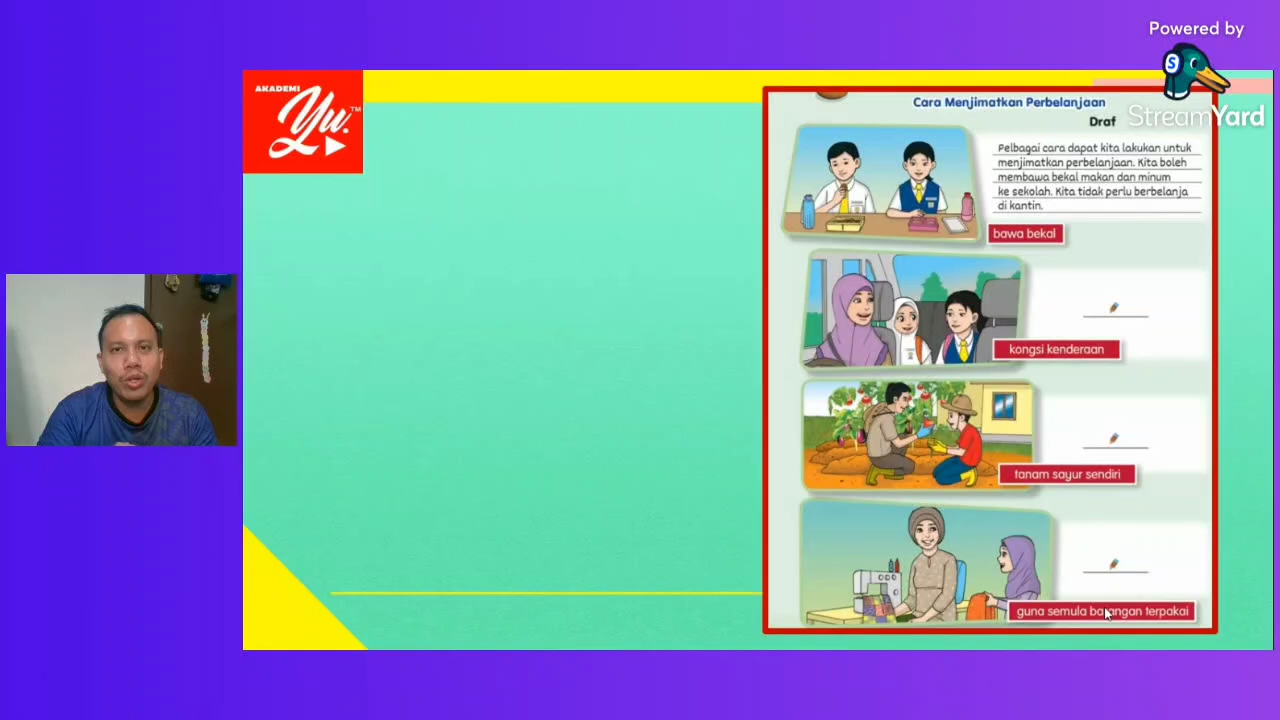 Powered by
StreamYard
AKADEMI
Yu.
TM
Cara Menjimatkan Perbelanjaan
Draf
Pelbagai cara dapat kita lakukan untuk
menjimatkan perbelanjaan. Kita boleh
membawa bekal makan dan minum
ke sekolah. Kita tidak perlu berbelanja
di kantin.
bawa bekal
kongsi kenderaan
tanam sayur sendiri
guna semula barangan terpakai